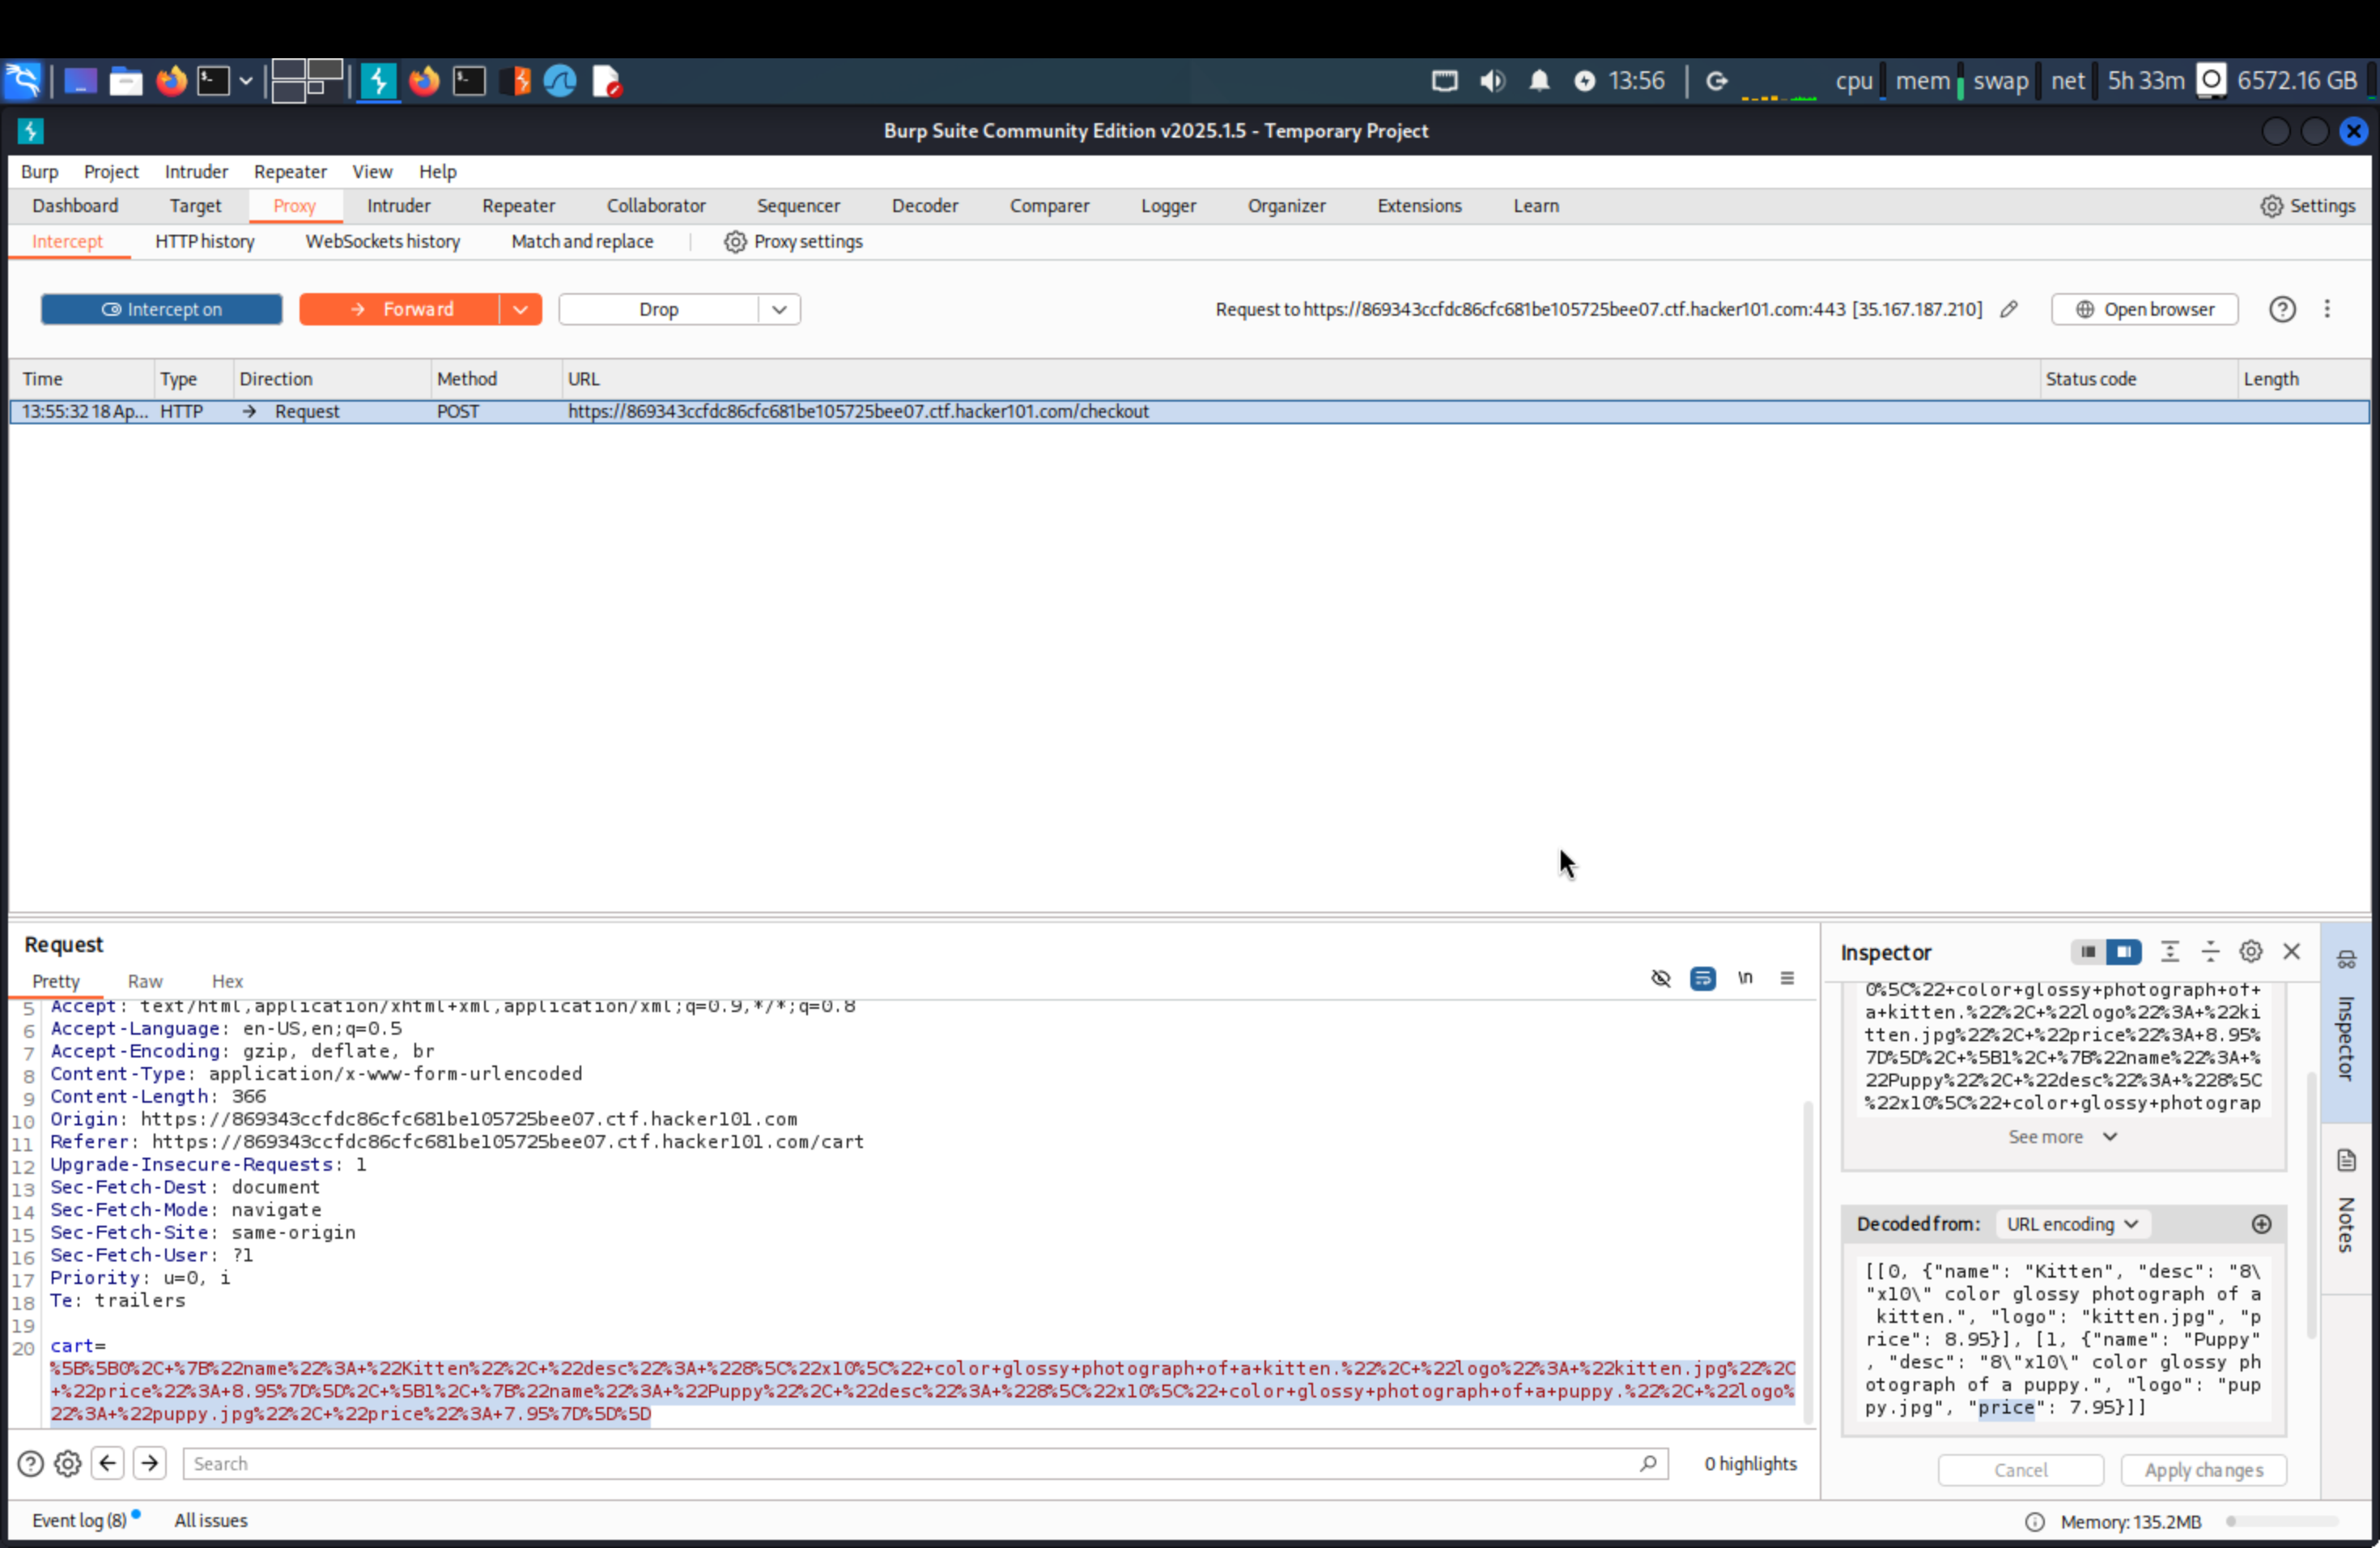 13:56 cpu mem swap net 5h 33m 6572.16 GB
Burp Suite Community Edition v2025.1.5 - Temporary Project
Burp Project Intruder Repeater View Help
Dashboard Target Proxy Intruder Repeater Collaborator Sequencer Decoder Comparer Logger Organizer Extensions Learn Settings
Intercept HTTP history WebSockets history Match and replace Proxy settings
Intercept on Forward Drop Request to https://869343ccfdc86cfc681be105725bee07.ctf.hacker101.com:443 [35.167.187.210] Open browser
Time Type Direction Method URL Status code Length
13:55:32 18 Ap... HTTP → Request POST https://869343ccfdc86cfc681be105725bee07.ctf.hacker101.com/checkout
Request
Pretty Raw Hex \n
5 Accept: text/html,application/xhtml+xml,application/xml;q=0.9,*/*;q=0.8
6 Accept-Language: en-US,en;q=0.5
7 Accept-Encoding: gzip, deflate, br
8 Content-Type: application/x-www-form-urlencoded
9 Content-Length: 366
10 Origin: https://869343ccfdc86cfc681be105725bee07.ctf.hacker101.com
11 Referer: https://869343ccfdc86cfc681be105725bee07.ctf.hacker101.com/cart
12 Upgrade-Insecure-Requests: 1
13 Sec-Fetch-Dest: document
14 Sec-Fetch-Mode: navigate
15 Sec-Fetch-Site: same-origin
16 Sec-Fetch-User: ?1
17 Priority: u=0, i
18 Te: trailers
19
20 cart=
%5B%5B0%2C+%7B%22name%22%3A+%22Kitten%22%2C+%22desc%22%3A+%228%5C%22x10%5C%22+color+glossy+photograph+of+a+kitten.%22%2C+%22logo%22%3A+%22kitten.jpg%22%2C
+%22price%22%3A+8.95%7D%5D%2C+%5B1%2C+%7B%22name%22%3A+%22Puppy%22%2C+%22desc%22%3A+%228%5C%22x10%5C%22+color+glossy+photograph+of+a+puppy.%22%2C+%22logo%
22%3A+%22puppy.jpg%22%2C+%22price%22%3A+7.95%7D%5D%5D
Search 0 highlights
Inspector
0%5C%22+color+glossy+photograph+of+
a+kitten.%22%2C+%22logo%22%3A+%22ki
tten.jpg%22%2C+%22price%22%3A+8.95%
7D%5D%2C+%5B1%2C+%7B%22name%22%3A+%
22Puppy%22%2C+%22desc%22%3A+%228%5C
%22x10%5C%22+color+glossy+photograp
See more
Decoded from: URL encoding
[[0, {"name": "Kitten", "desc": "8\
"x10\" color glossy photograph of a
kitten.", "logo": "kitten.jpg", "p
rice": 8.95}], [1, {"name": "Puppy"
, "desc": "8\"x10\" color glossy ph
otograph of a puppy.", "logo": "pup
py.jpg", "price": 7.95}]]
Cancel Apply changes
Inspector
Notes
Event log (8) All issues Memory: 135.2MB